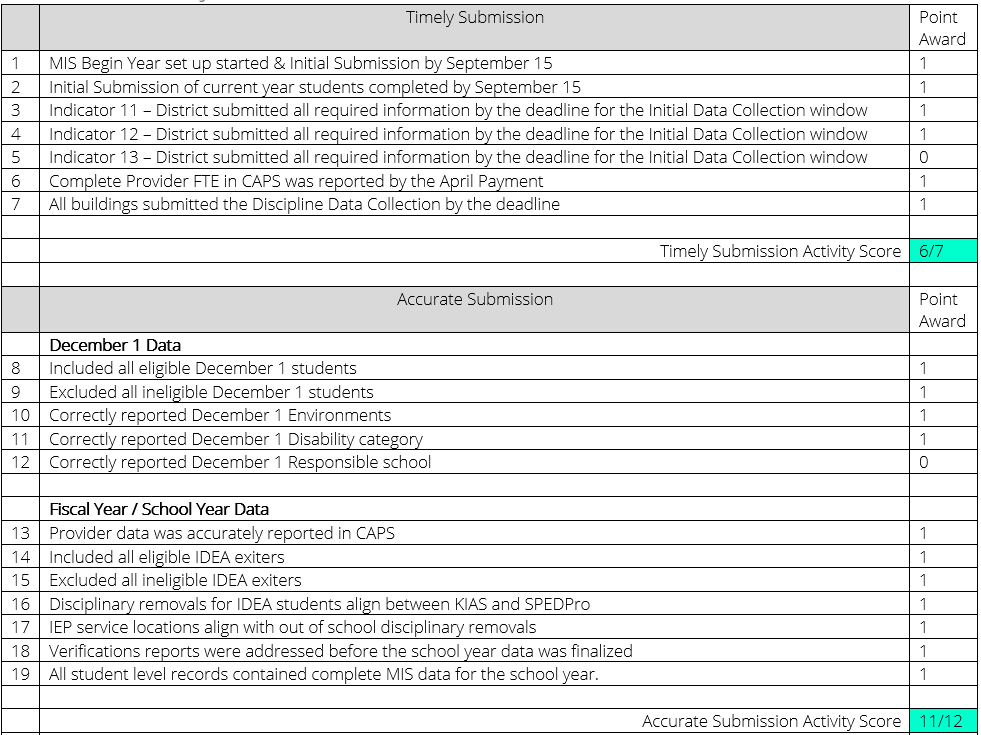 Timely Submission Point
Award
1 MIS Begin Year set up started & Initial Submission by September 15 1
2 Initial Submission of current year students completed by September 15 1
3 Indicator 11 – District submitted all required information by the deadline for the Initial Data Collection window 1
4 Indicator 12 – District submitted all required information by the deadline for the Initial Data Collection window 1
5 Indicator 13 – District submitted all required information by the deadline for the Initial Data Collection window 0
6 Complete Provider FTE in CAPS was reported by the April Payment 1
7 All buildings submitted the Discipline Data Collection by the deadline 1
Timely Submission Activity Score 6/7
Accurate Submission Point
Award
December 1 Data
8 Included all eligible December 1 students 1
9 Excluded all ineligible December 1 students 1
10 Correctly reported December 1 Environments 1
11 Correctly reported December 1 Disability category 1
12 Correctly reported December 1 Responsible school 0
Fiscal Year / School Year Data
13 Provider data was accurately reported in CAPS 1
14 Included all eligible IDEA exiters 1
15 Excluded all ineligible IDEA exiters 1
16 Disciplinary removals for IDEA students align between KIAS and SPEDPro 1
17 IEP service locations align with out of school disciplinary removals 1
18 Verifications reports were addressed before the school year data was finalized 1
19 All student level records contained complete MIS data for the school year. 1
Accurate Submission Activity Score 11/12